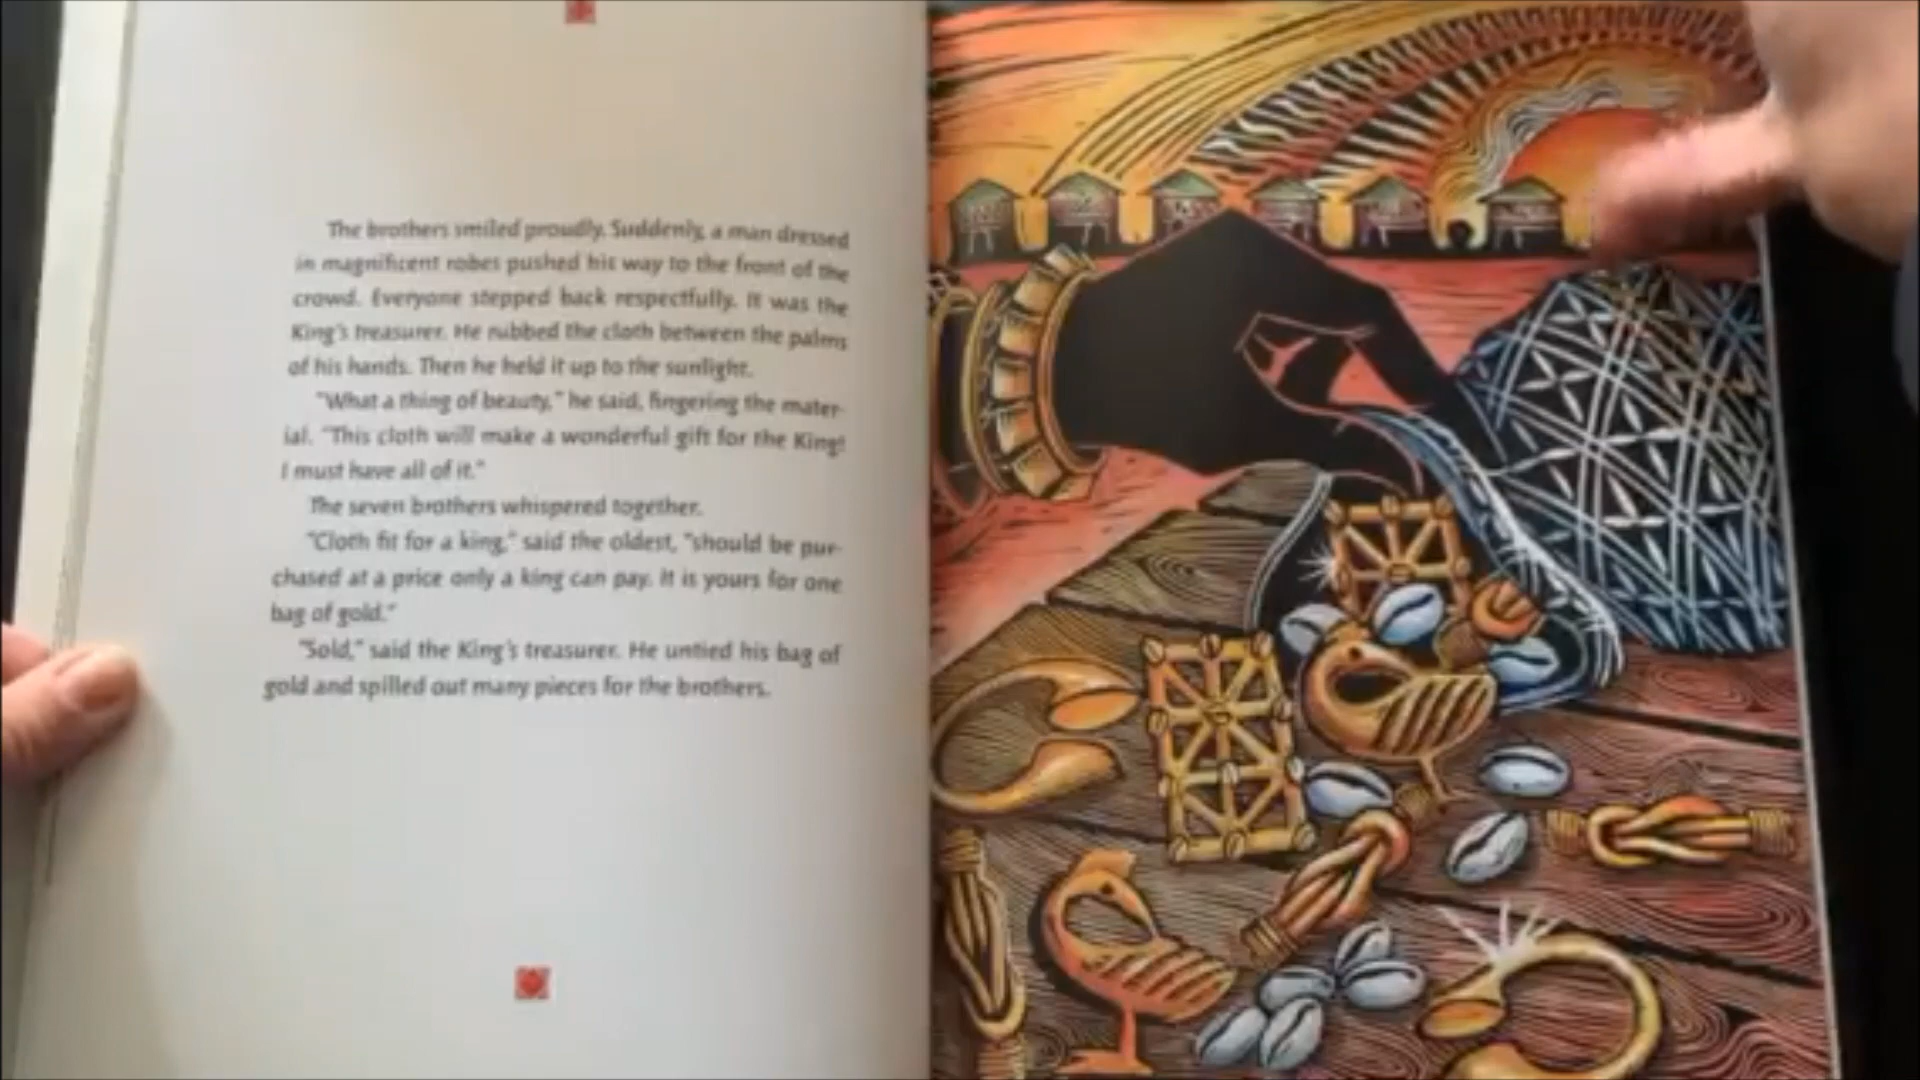 The brothers smiled proudly. Suddenly, a man dressed
in magnificent robes pushed his way to the front of the
crowd. Everyone stepped back respectfully. It was the
King's treasurer. He rubbed the cloth between the palms
of his hands. Then he held it up to the sunlight.
"What a thing of beauty," he said, fingering the mater-
ial. "This cloth will make a wonderful gift for the King!
I must have all of it."
The seven brothers whispered together.
"Cloth fit for a king," said the oldest, "should be pur-
chased at a price only a king can pay. It is yours for one
bag of gold."
"Sold," said the King's treasurer. He untied his bag of
gold and spilled out many pieces for the brothers.